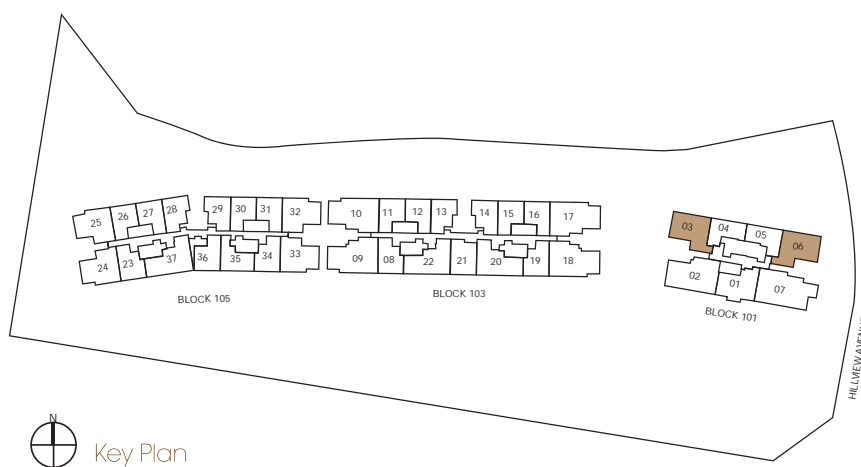 25 26 27 28 29 30 31 32 10 11 12 13 14 15 16 17 03 04 05 06
24 23 37 36 35 34 33 09 08 22 21 20 19 18 02 01 07
BLOCK 105 BLOCK 103 BLOCK 101
HILLVIEW
N
Key Plan